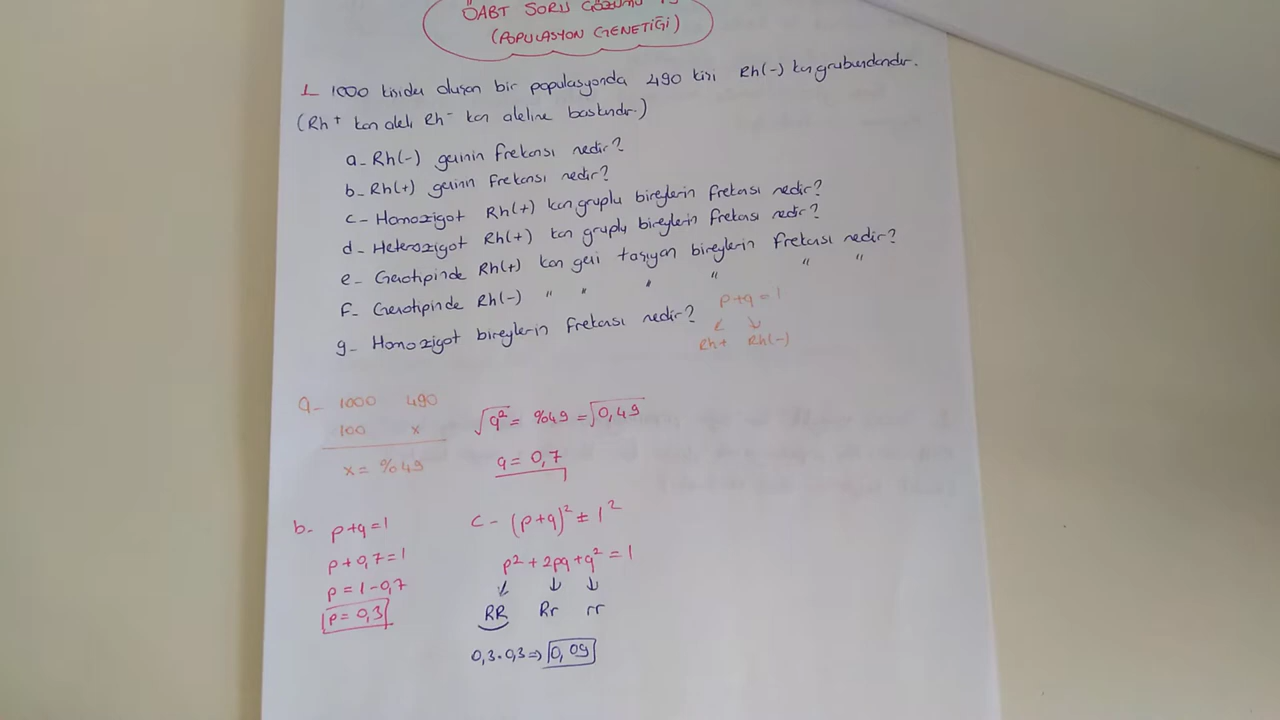 ÖABT SORU ÇÖZÜMÜ
(POPULASYON GENETİĞİ)
1 1000 kişiden oluşan bir populasyonda 490 kişi Rh(-) kan grubundandır.
(Rh+ kan aleli Rh- kan aleline baskındır.)
a- Rh(-) geninin frekansı nedir?
b- Rh(+) genin frekansı nedir?
c- Homozigot Rh(+) kan gruplu bireylerin frekansı nedir?
d- Heterozigot Rh(+) kan gruplu bireylerin frekansı nedir?
e- Genotipinde Rh(+) kan geni taşıyan bireylerin frekansı nedir?
f- Genotipinde Rh(-) " " " " " "
g- Homozigot bireylerin frekansı nedir?
p+q=1
Rh+ Rh(-)
a- 1000 490
100 x
x = %49
√q² = %49 = √0,49
q = 0,7
b- p+q=1
p+0,7=1
p = 1-0,7
p = 0,3
c- (p+q)² = 1²
p² + 2pq + q² = 1
RR Rr rr
0,3.0,3 ⇒ 0,09